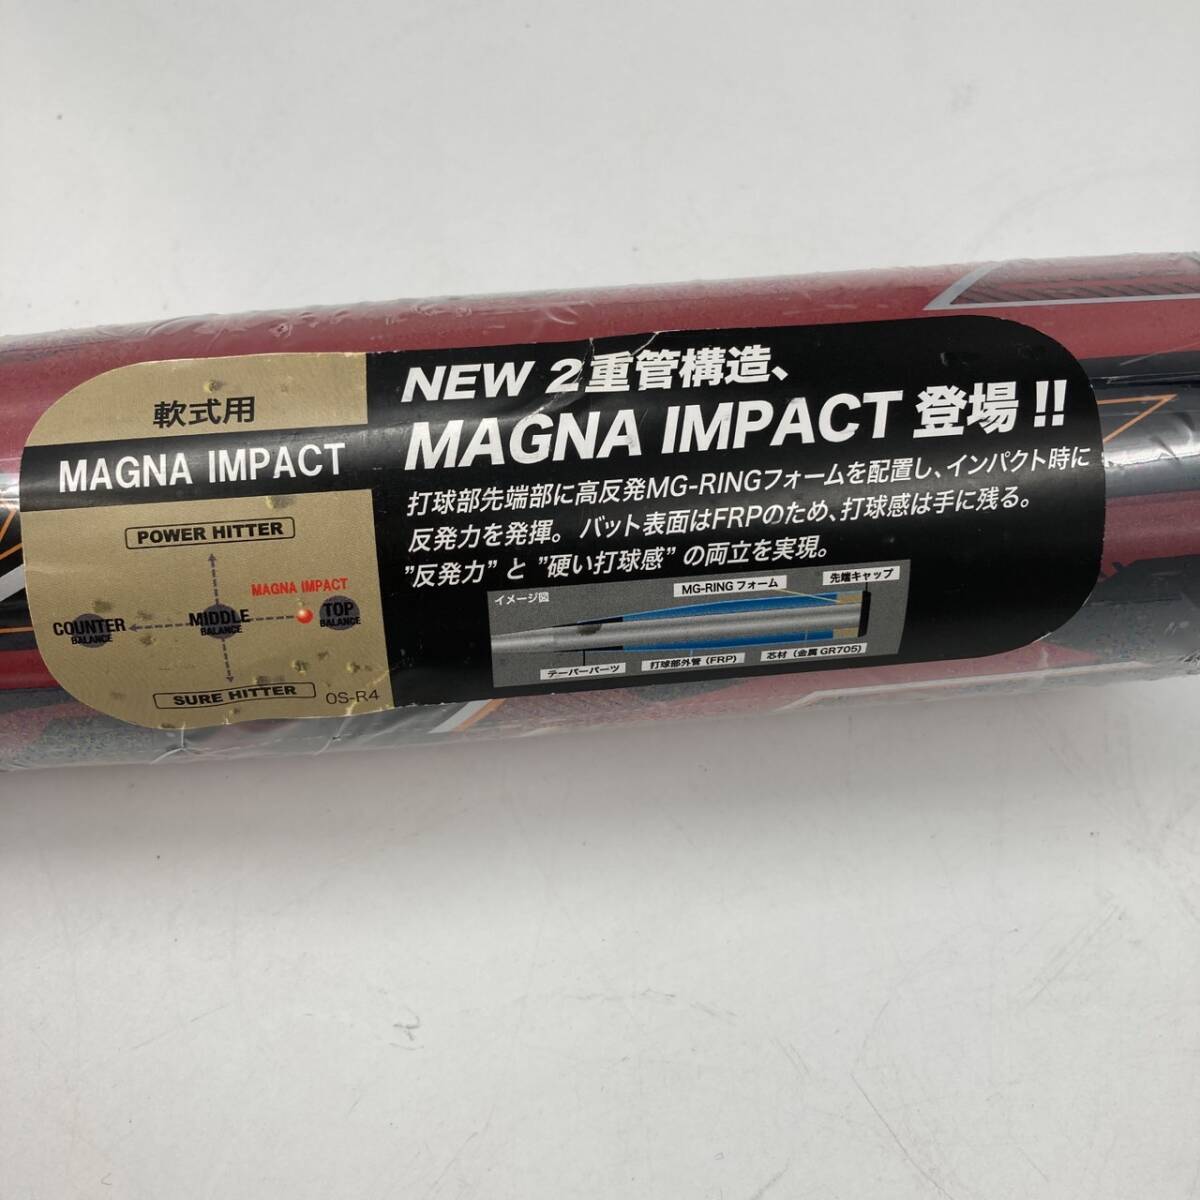 軟式用
MAGNA IMPACT
POWER HITTER
MAGNA IMPACT
COUNTER
BALANCE
MIDDLE
BALANCE
TOP
BALANCE
SURE HITTER
OS-R4
NEW 2重管構造、
MAGNA IMPACT 登場!!
打球部先端部に高反発MG-RINGフォームを配置し、インパクト時に
反発力を発揮。 バット表面はFRPのため、打球感は手に残る。
"反発力" と "硬い打球感" の両立を実現。
イメージ図
MG-RING フォーム
先端キャップ
テーパーパーツ
打球部外管 (FRP)
芯材 (金属 GR705)